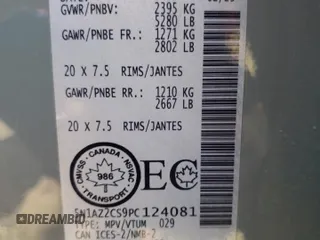 GVWR/PNBV: 2395 KG
5280 LB
GAWR/PNBE FR.: 1271 KG
2802 LB
20 X 7.5 RIMS/JANTES
GAWR/PNBE RR.: 1210 KG
2667 LB
20 X 7.5 RIMS/JANTES
CANADA
CMVSS NSVAC
986
TRANSPORT
EC
5N1AZ2CS9PC124081
TYPE: MPV/VTUM 029
CAN ICES-2/NMB-2
DREAMBID